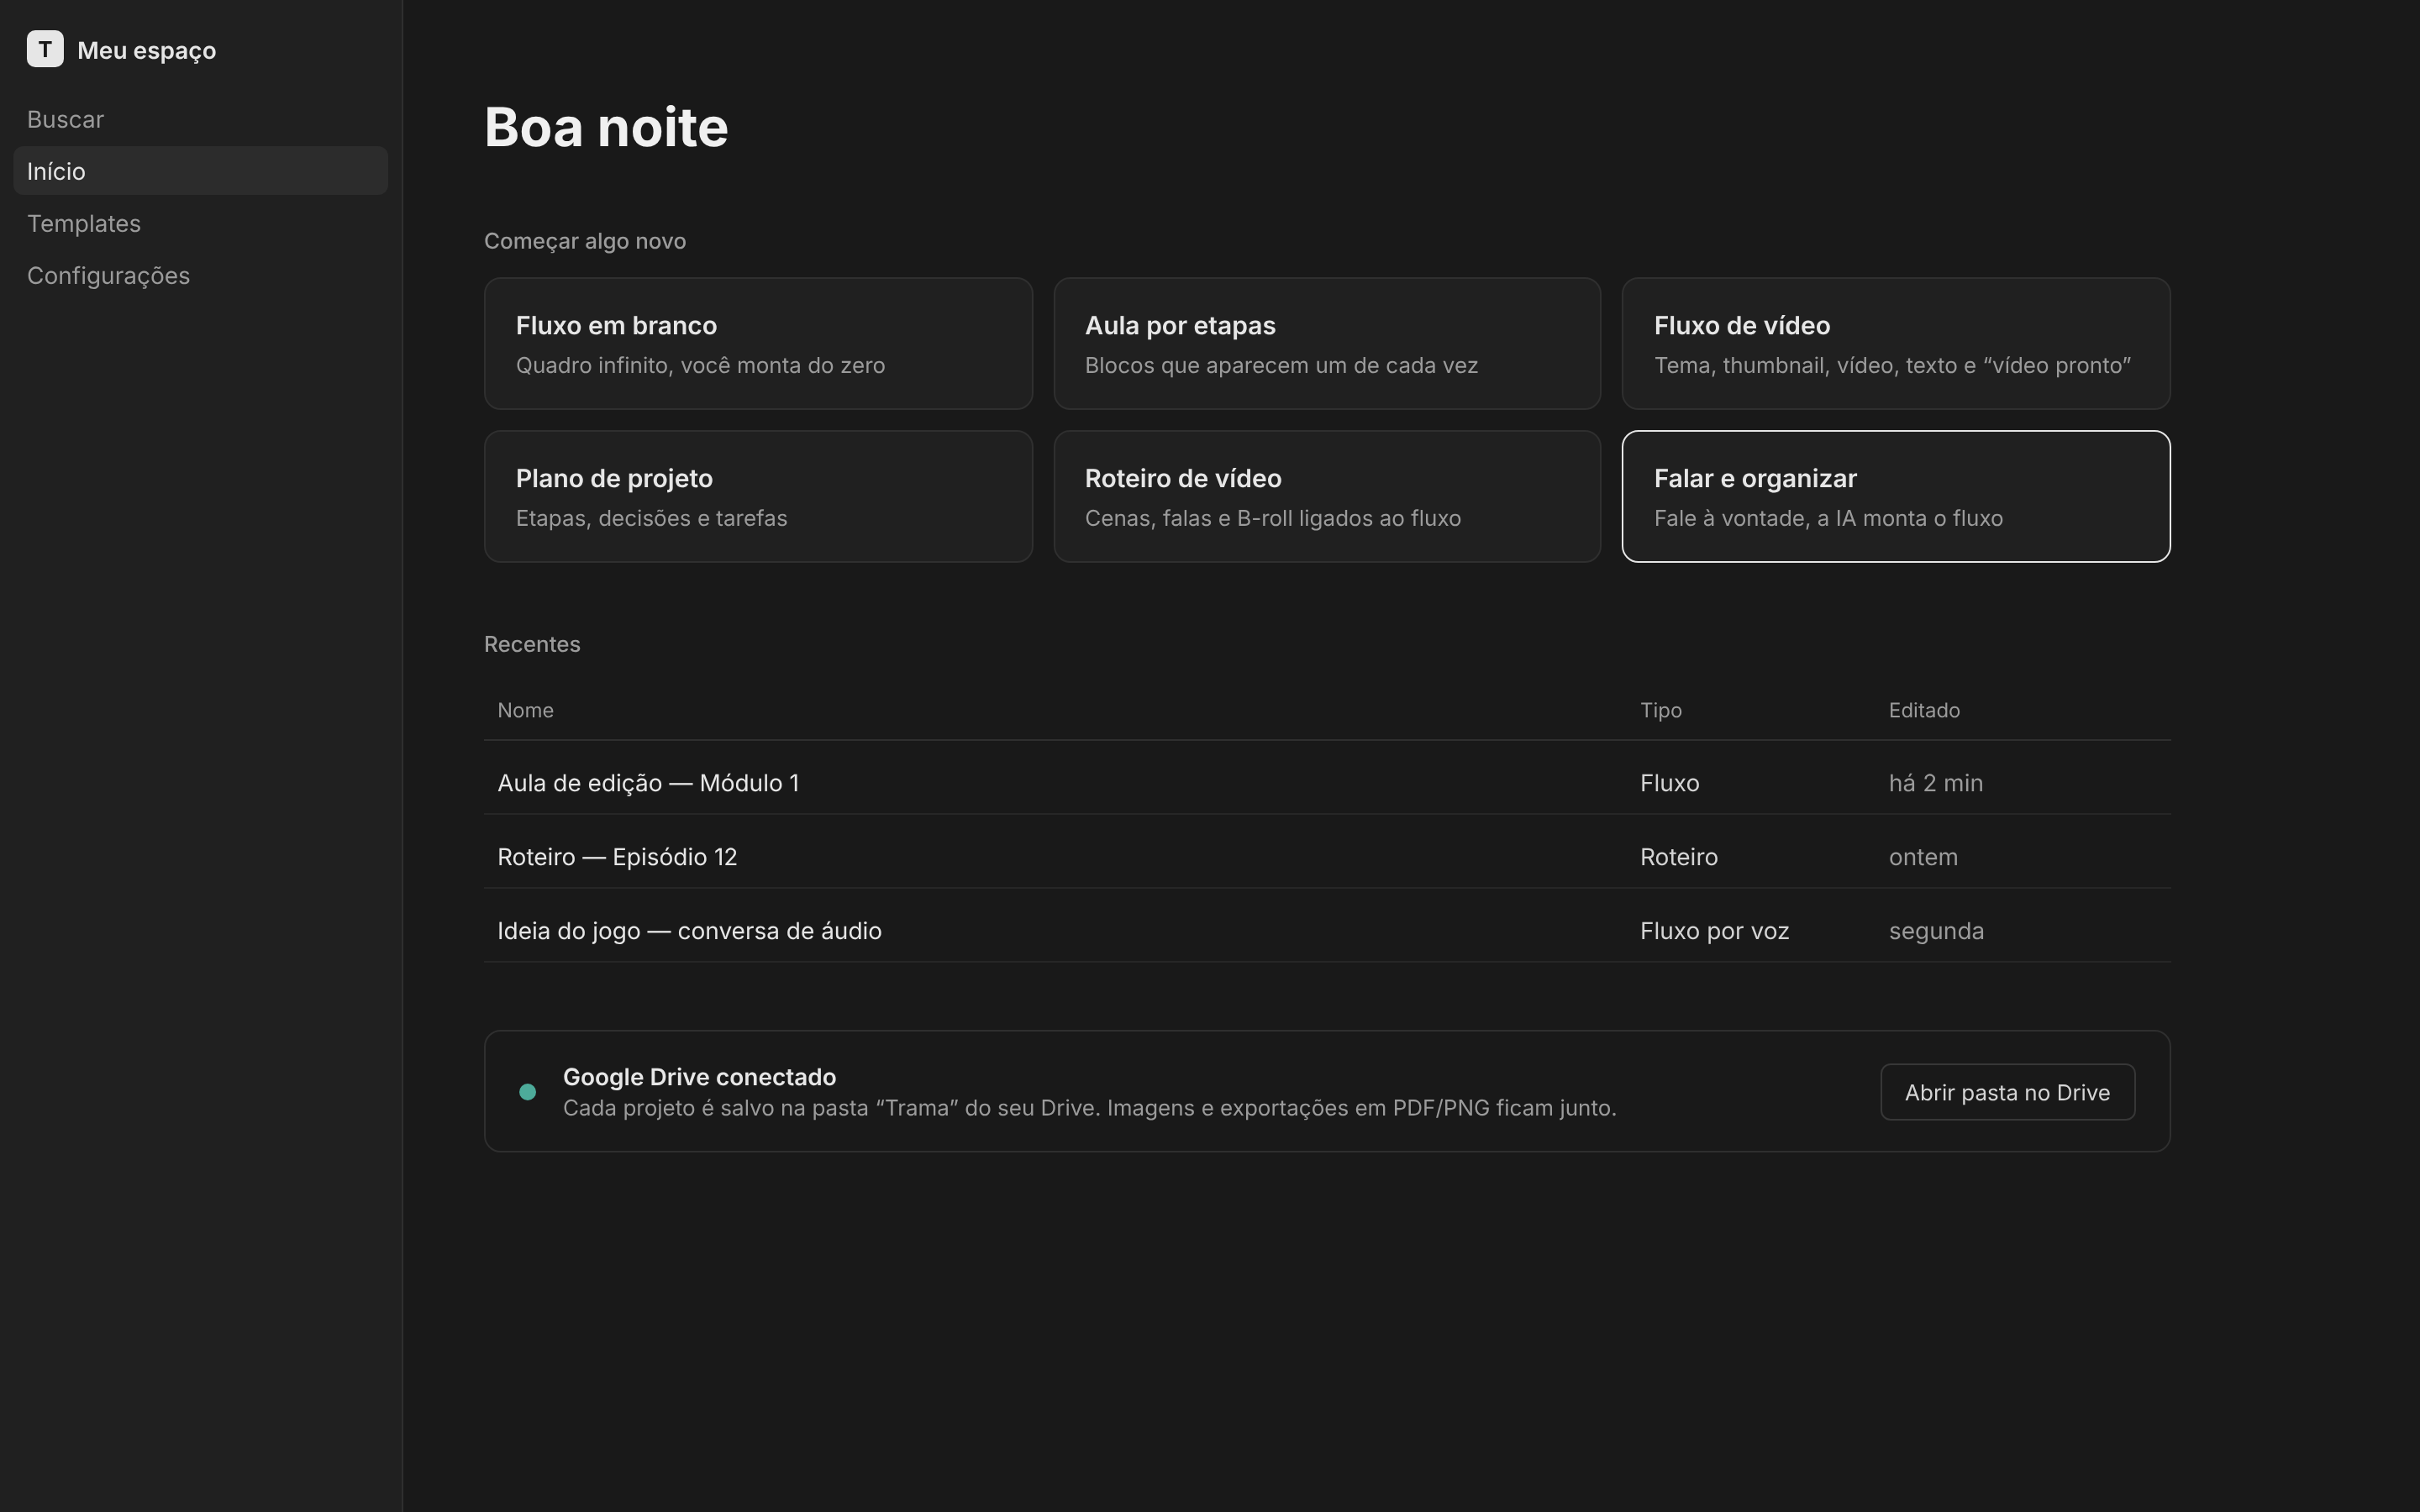 T Meu espaço
Buscar
Início
Templates
Configurações
Boa noite
Começar algo novo
Fluxo em branco
Quadro infinito, você monta do zero
Aula por etapas
Blocos que aparecem um de cada vez
Fluxo de vídeo
Tema, thumbnail, vídeo, texto e “vídeo pronto”
Plano de projeto
Etapas, decisões e tarefas
Roteiro de vídeo
Cenas, falas e B-roll ligados ao fluxo
Falar e organizar
Fale à vontade, a IA monta o fluxo
Recentes
Nome Tipo Editado
Aula de edição — Módulo 1 Fluxo há 2 min
Roteiro — Episódio 12 Roteiro ontem
Ideia do jogo — conversa de áudio Fluxo por voz segunda
Google Drive conectado
Cada projeto é salvo na pasta “Trama” do seu Drive. Imagens e exportações em PDF/PNG ficam junto.
Abrir pasta no Drive